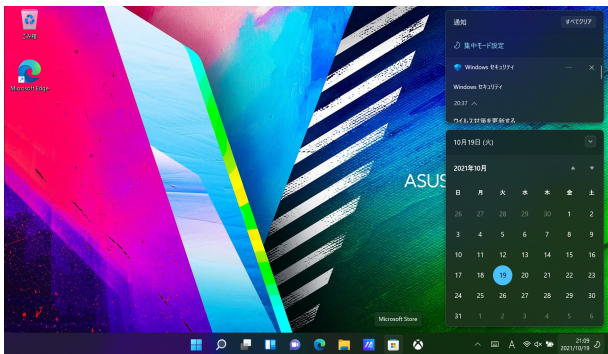 ごみ箱
Microsoft Edge
ASUS
通知
すべてクリア
集中モード設定
Windows セキュリティ
Windows セキュリティ
20:37
ウイルス対策を更新する
10月19日 (火)
2021年10月
日 月 火 水 木 金 土
26 27 28 29 30 1 2
3 4 5 6 7 8 9
10 11 12 13 14 15 16
17 18 19 20 21 22 23
24 25 26 27 28 29 30
31 1 2 3 4 5 6
Microsoft Store
A
21:09
2021/10/19